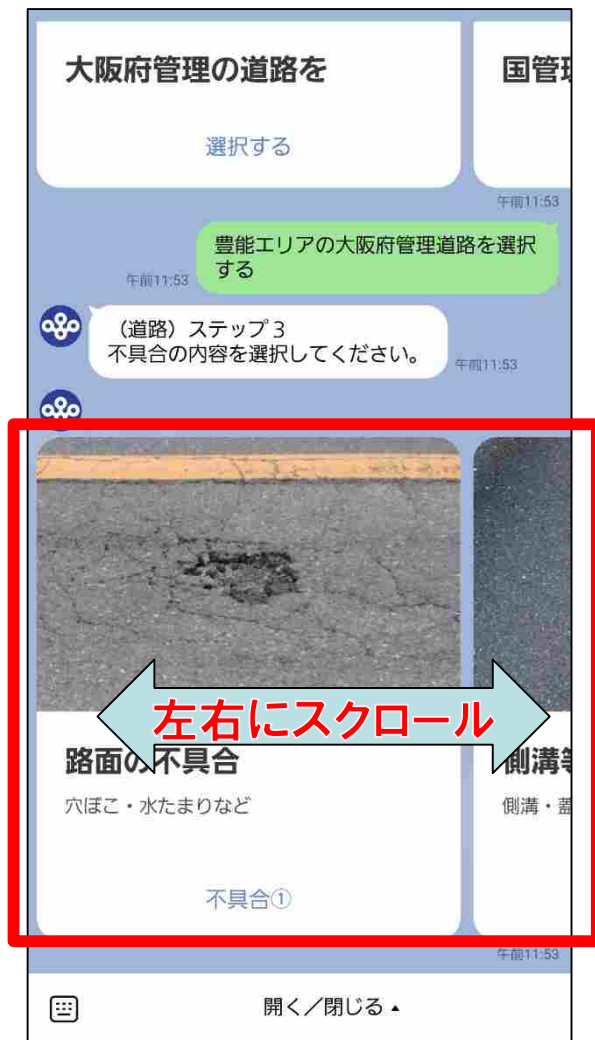 大阪府管理の道路を
国管
選択する
午前11:53
豊能エリアの大阪府管理道路を選択
する
午前11:53
（道路）ステップ３
不具合の内容を選択してください。
午前11:53
左右にスクロール
路面の不具合
側溝等
穴ぼこ・水たまりなど
側溝・蓋
不具合①
午前11:53
開く／閉じる▲